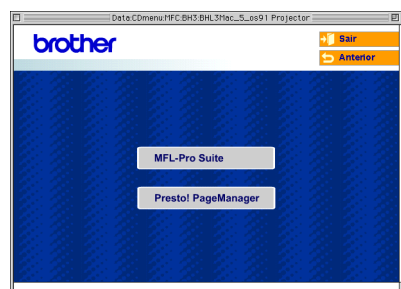 Data:CDmenu:MFC:BH3:BHL3Mac_5_os91 Projector
brother
Sair
Anterior
MFL-Pro Suite
Presto! PageManager